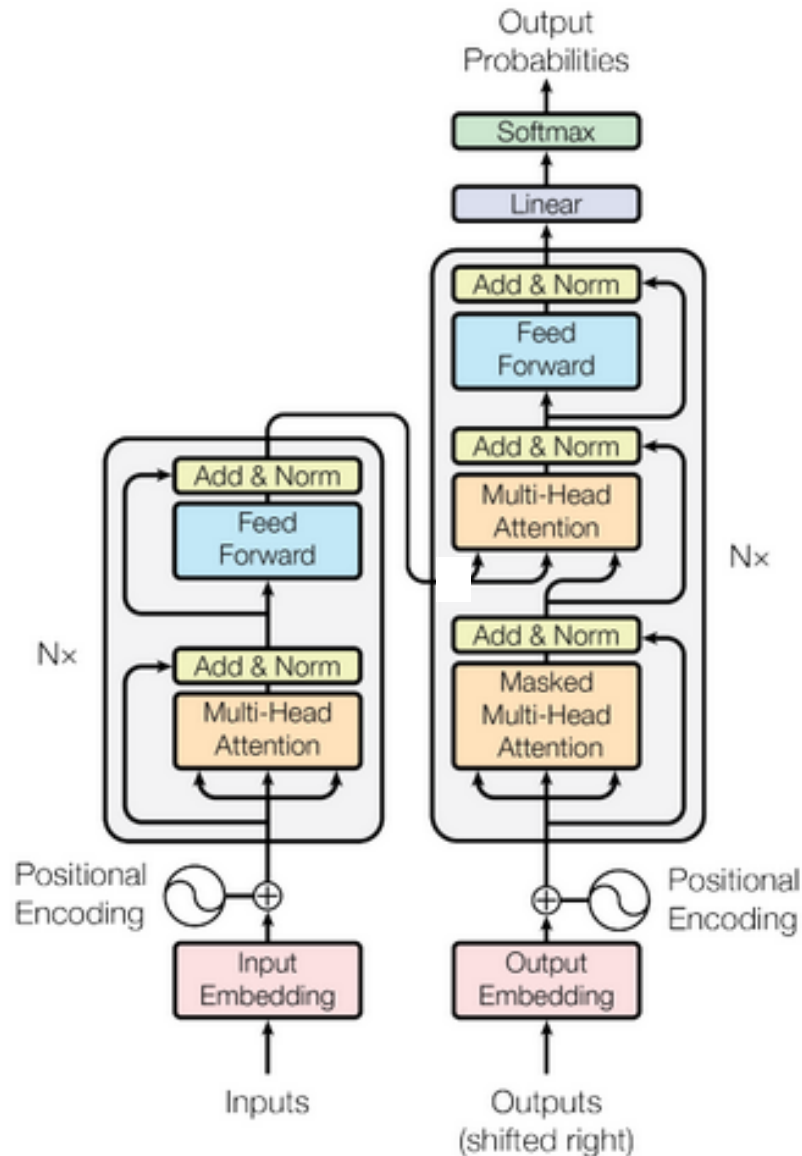 Output
Probabilities
Softmax
Linear
Add & Norm
Feed
Forward
Add & Norm
Multi-Head
Attention
Nx
Add & Norm
Masked
Multi-Head
Attention
Add & Norm
Feed
Forward
Nx
Add & Norm
Multi-Head
Attention
Positional
Encoding
Positional
Encoding
Input
Embedding
Output
Embedding
Inputs
Outputs
(shifted right)